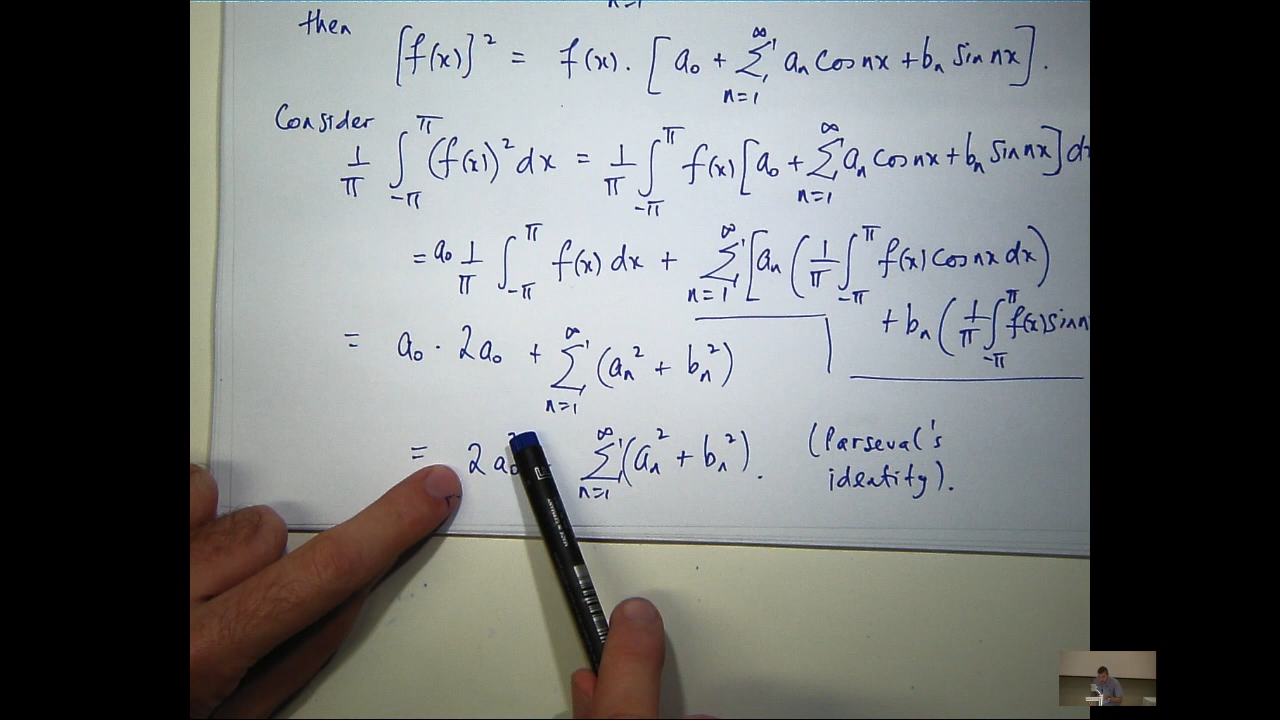 n=1
then [f(x)]² = f(x). [a₀ + ∑_{n=1}^{∞} aₙ cos nx + bₙ sin nx].
Consider
1/π ∫_{-π}^{π} (f(x))² dx = 1/π ∫_{-π}^{π} f(x) [a₀ + ∑_{n=1}^{∞} aₙ cos nx + bₙ sin nx] d
= a₀ 1/π ∫_{-π}^{π} f(x) dx + ∑_{n=1}^{∞} [aₙ (1/π ∫_{-π}^{π} f(x) cos nx dx)
+ bₙ (1/π ∫_{-π}^{π} f(x) sin n
= a₀ · 2a₀ + ∑_{n=1}^{∞} (aₙ² + bₙ²)
= 2a₀² + ∑_{n=1}^{∞} (aₙ² + bₙ²). (Parseval's
identity).